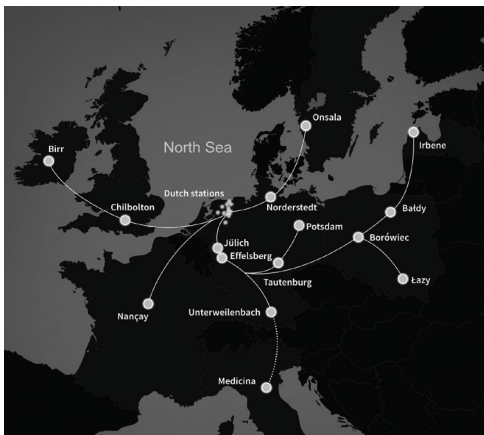 Onsala
Irbene
Birr
North Sea
Dutch stations
Chilbolton
Norderstedt
Bałdy
Potsdam
Borówiec
Jülich
Effelsberg
Tautenburg
Łazy
Nançay
Unterweilenbach
Medicina